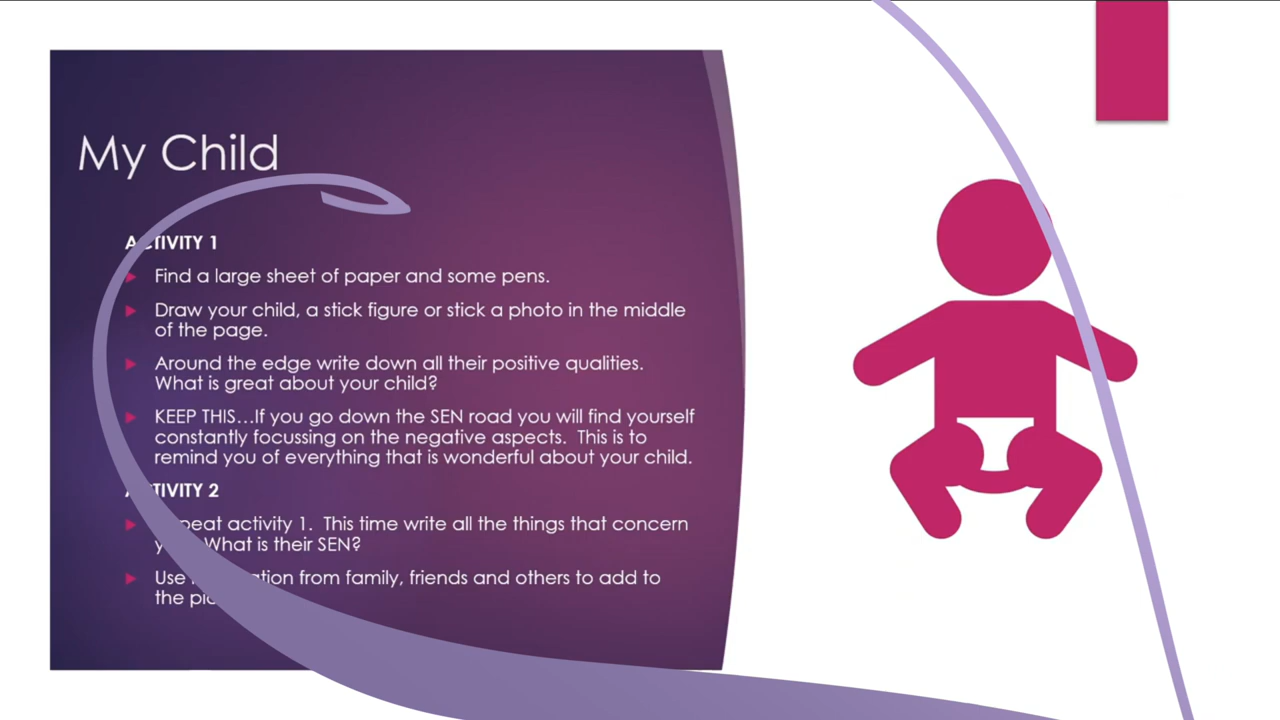 My Child
ACTIVITY 1
Find a large sheet of paper and some pens.
Draw your child, a stick figure or stick a photo in the middle
of the page.
Around the edge write down all their positive qualities.
What is great about your child?
KEEP THIS...If you go down the SEN road you will find yourself
constantly focussing on the negative aspects. This is to
remind you of everything that is wonderful about your child.
ACTIVITY 2
activity 1. This time write all the things that concern
What is their SEN?
Use from family, friends and others to add to
the